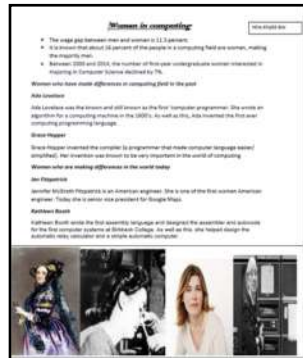 Women in computing
The wage gap between men and women is 11.5 percent.
It is known that about 16 percent of the people in a computing field are women, making
the majority men.
Between 2000 and 2014, the number of first-year undergraduate women interested in
majoring in Computer Science declined by 7%.
Women who have made differences in computing field in the past
Ada Lovelace
Ada Lovelace was the known and still known as the first 'computer programmer. She wrote an
algorithm for a computing machine in the 1800's. As well as this, Ada invented the first ever
computing programming language.
Grace Hopper
Grace Hopper invented the compiler (a programmer that made computer language easier/
simplified). Her invention was known to be very important in the world of computing
Women who are making differences in the world today
Jen Fitzpatrick
Jennifer McGrath Fitzpatrick is an American engineer. She is one of the first women American
engineer. Today she is senior vice president for Google Maps.
Kathleen Booth
Kathleen Booth wrote the first assembly language and designed the assembler and autocode
for the first computer systems at Birkbeck College. As well as this, she helped design the
automatic relay calculator and a simple automatic computer